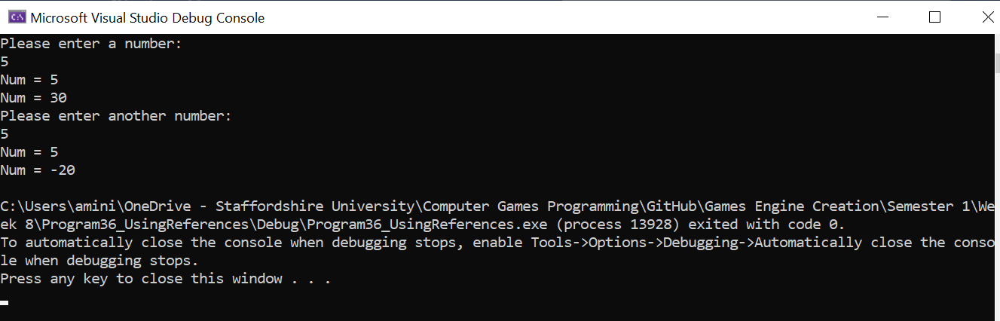 Microsoft Visual Studio Debug Console
Please enter a number:
5
Num = 5
Num = 30
Please enter another number:
5
Num = 5
Num = -20
C:\Users\amini\OneDrive - Staffordshire University\Computer Games Programming\GitHub\Games Engine Creation\Semester 1\We
ek 8\Program36_UsingReferences\Debug\Program36_UsingReferences.exe (process 13928) exited with code 0.
To automatically close the console when debugging stops, enable Tools->Options->Debugging->Automatically close the conso
le when debugging stops.
Press any key to close this window . . .